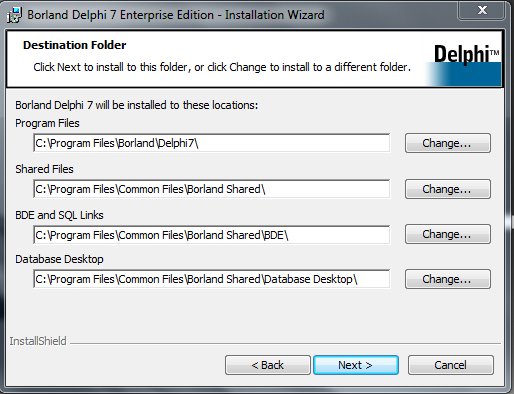 Borland Delphi 7 Enterprise Edition - Installation Wizard
Destination Folder
Click Next to install to this folder, or click Change to install to a different folder.
Delphi™
Borland Delphi 7 will be installed to these locations:
Program Files
C:\Program Files\Borland\Delphi7\ Change...
Shared Files
C:\Program Files\Common Files\Borland Shared\ Change...
BDE and SQL Links
C:\Program Files\Common Files\Borland Shared\BDE\ Change...
Database Desktop
C:\Program Files\Common Files\Borland Shared\Database Desktop\ Change...
InstallShield
< Back Next > Cancel